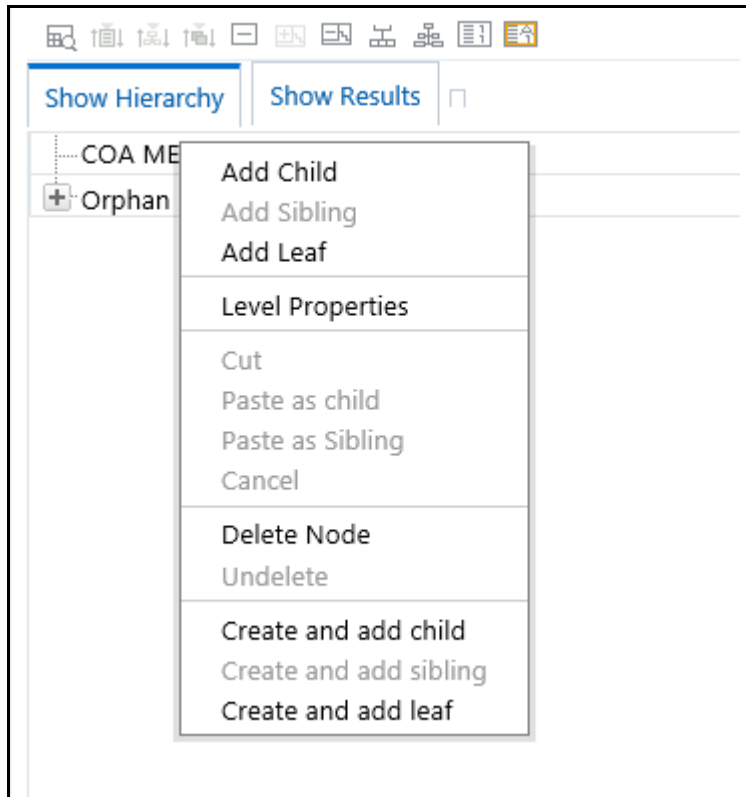 Show Hierarchy Show Results
COA ME
Orphan
Add Child
Add Sibling
Add Leaf
Level Properties
Cut
Paste as child
Paste as Sibling
Cancel
Delete Node
Undelete
Create and add child
Create and add sibling
Create and add leaf